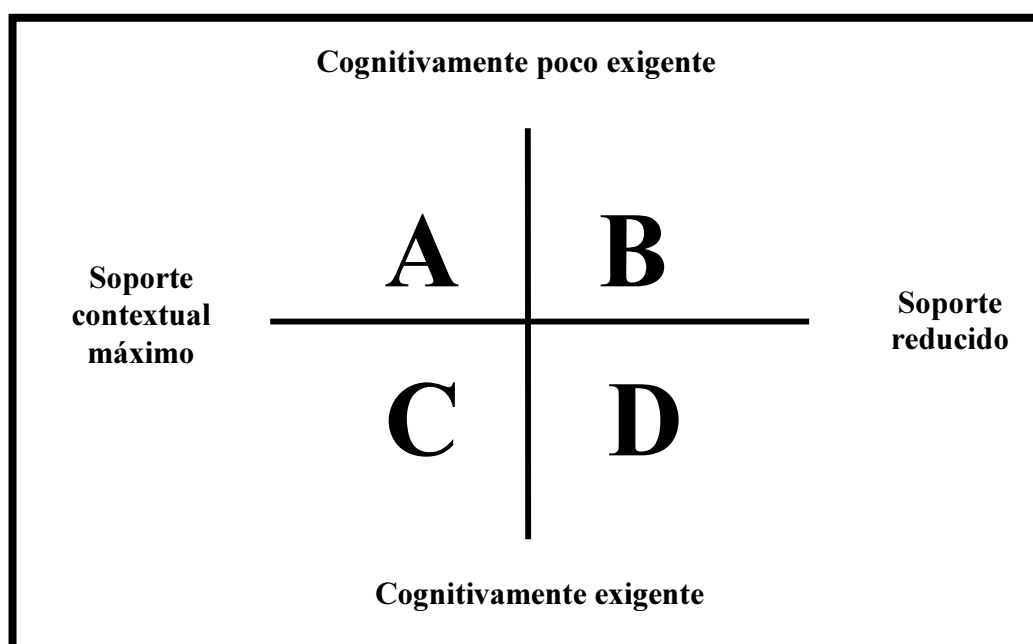 Cognitivamente poco exigente
A
B
Soporte
contextual
máximo
Soporte
reducido
C
D
Cognitivamente exigente